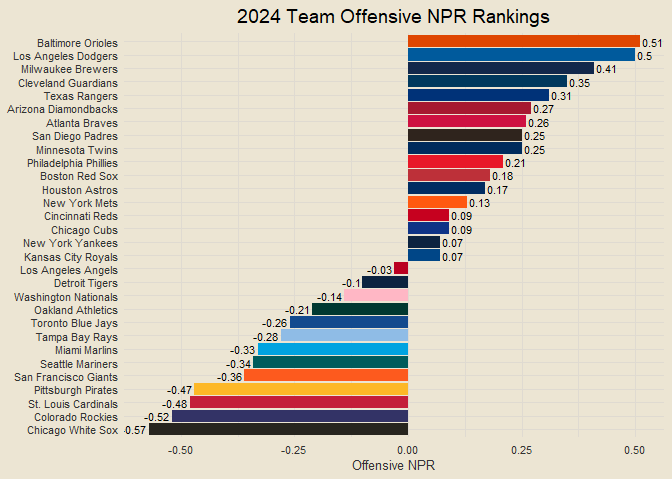 2024 Team Offensive NPR Rankings
Baltimore Orioles 0.51
Los Angeles Dodgers 0.5
Milwaukee Brewers 0.41
Cleveland Guardians 0.35
Texas Rangers 0.31
Arizona Diamondbacks 0.27
Atlanta Braves 0.26
San Diego Padres 0.25
Minnesota Twins 0.25
Philadelphia Phillies 0.21
Boston Red Sox 0.18
Houston Astros 0.17
New York Mets 0.13
Cincinnati Reds 0.09
Chicago Cubs 0.09
New York Yankees 0.07
Kansas City Royals 0.07
Los Angeles Angels -0.03
Detroit Tigers -0.1
Washington Nationals -0.14
Oakland Athletics -0.21
Toronto Blue Jays -0.26
Tampa Bay Rays -0.28
Miami Marlins -0.33
Seattle Mariners -0.34
San Francisco Giants -0.36
Pittsburgh Pirates -0.47
St. Louis Cardinals -0.48
Colorado Rockies -0.52
Chicago White Sox -0.57
-0.50 -0.25 0.00 0.25 0.50
Offensive NPR